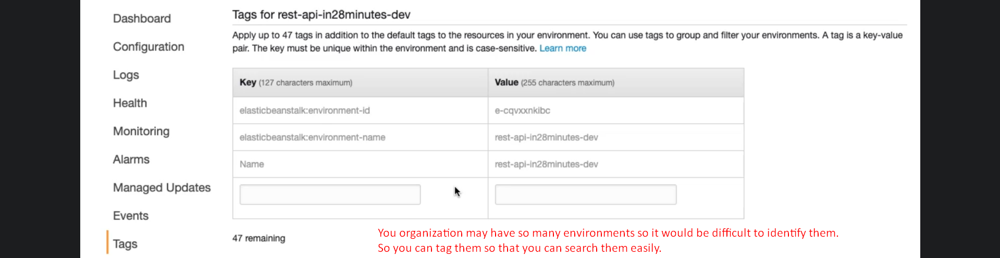 Dashboard
Configuration
Logs
Health
Monitoring
Alarms
Managed Updates
Events
Tags
Tags for rest-api-in28minutes-dev
Apply up to 47 tags in addition to the default tags to the resources in your environment. You can use tags to group and filter your environments. A tag is a key-value
pair. The key must be unique within the environment and is case-sensitive. Learn more
Key (127 characters maximum) Value (255 characters maximum)
elasticbeanstalk:environment-id e-cqvxxnkibc
elasticbeanstalk:environment-name rest-api-in28minutes-dev
Name rest-api-in28minutes-dev
47 remaining
You organization may have so many environments so it would be difficult to identify them.
So you can tag them so that you can search them easily.